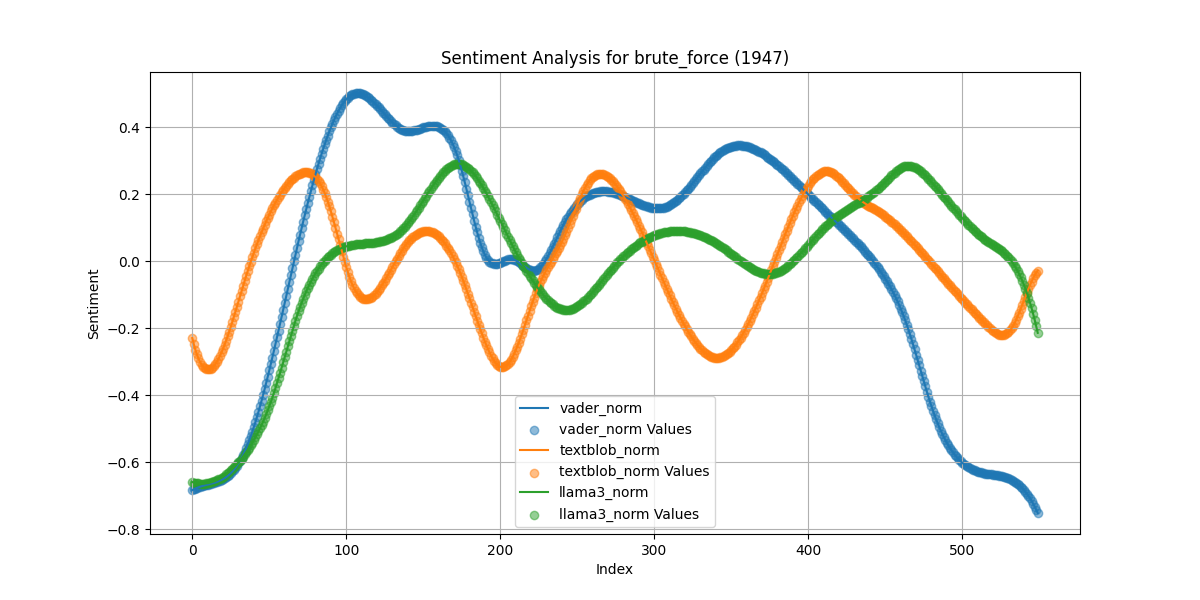 Sentiment Analysis for brute_force (1947)
Sentiment
0.4
0.2
0.0
−0.2
−0.4
−0.6
−0.8
vader_norm
vader_norm Values
textblob_norm
textblob_norm Values
llama3_norm
llama3_norm Values
0 100 200 300 400 500
Index